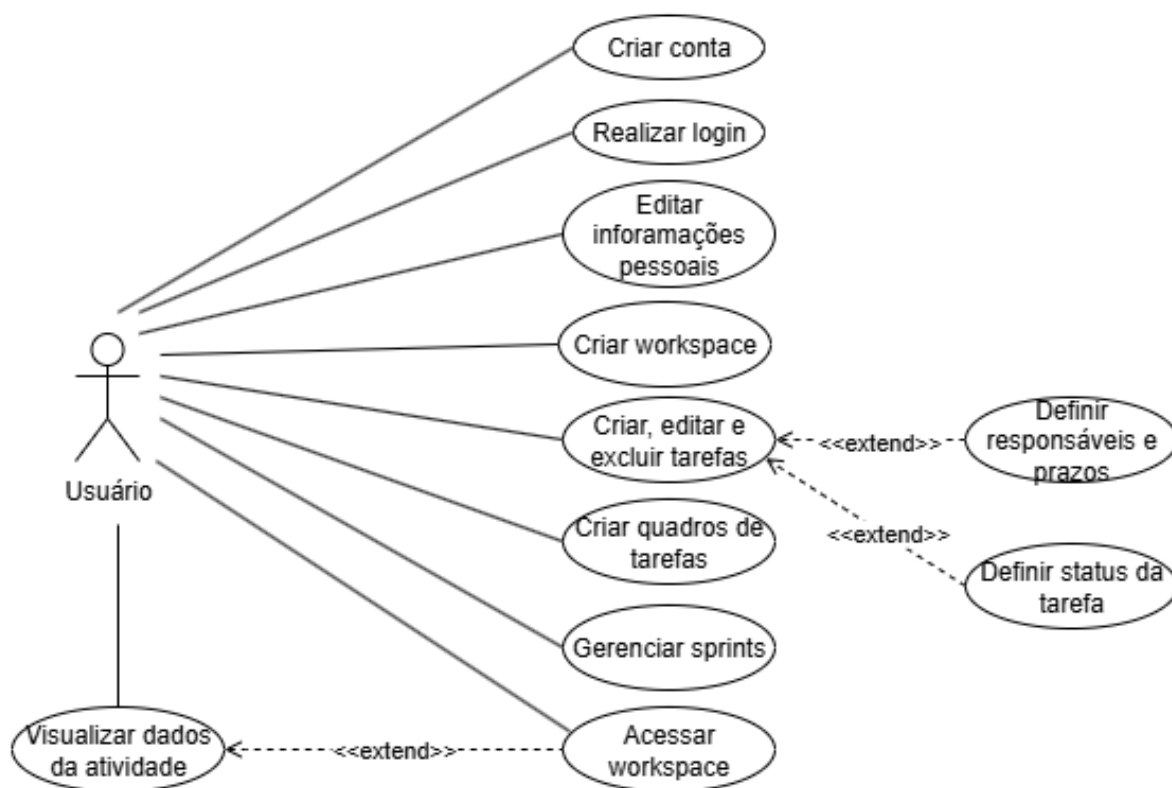 Criar conta
Realizar login
Editar
inforamações
pessoais
Criar workspace
Criar, editar e
excluir tarefas
<<extend>>
Definir
responsáveis e
prazos
Usuário
Criar quadros de
tarefas
<<extend>>
Definir status da
tarefa
Gerenciar sprints
Visualizar dados
da atividade
<<extend>>
Acessar
workspace